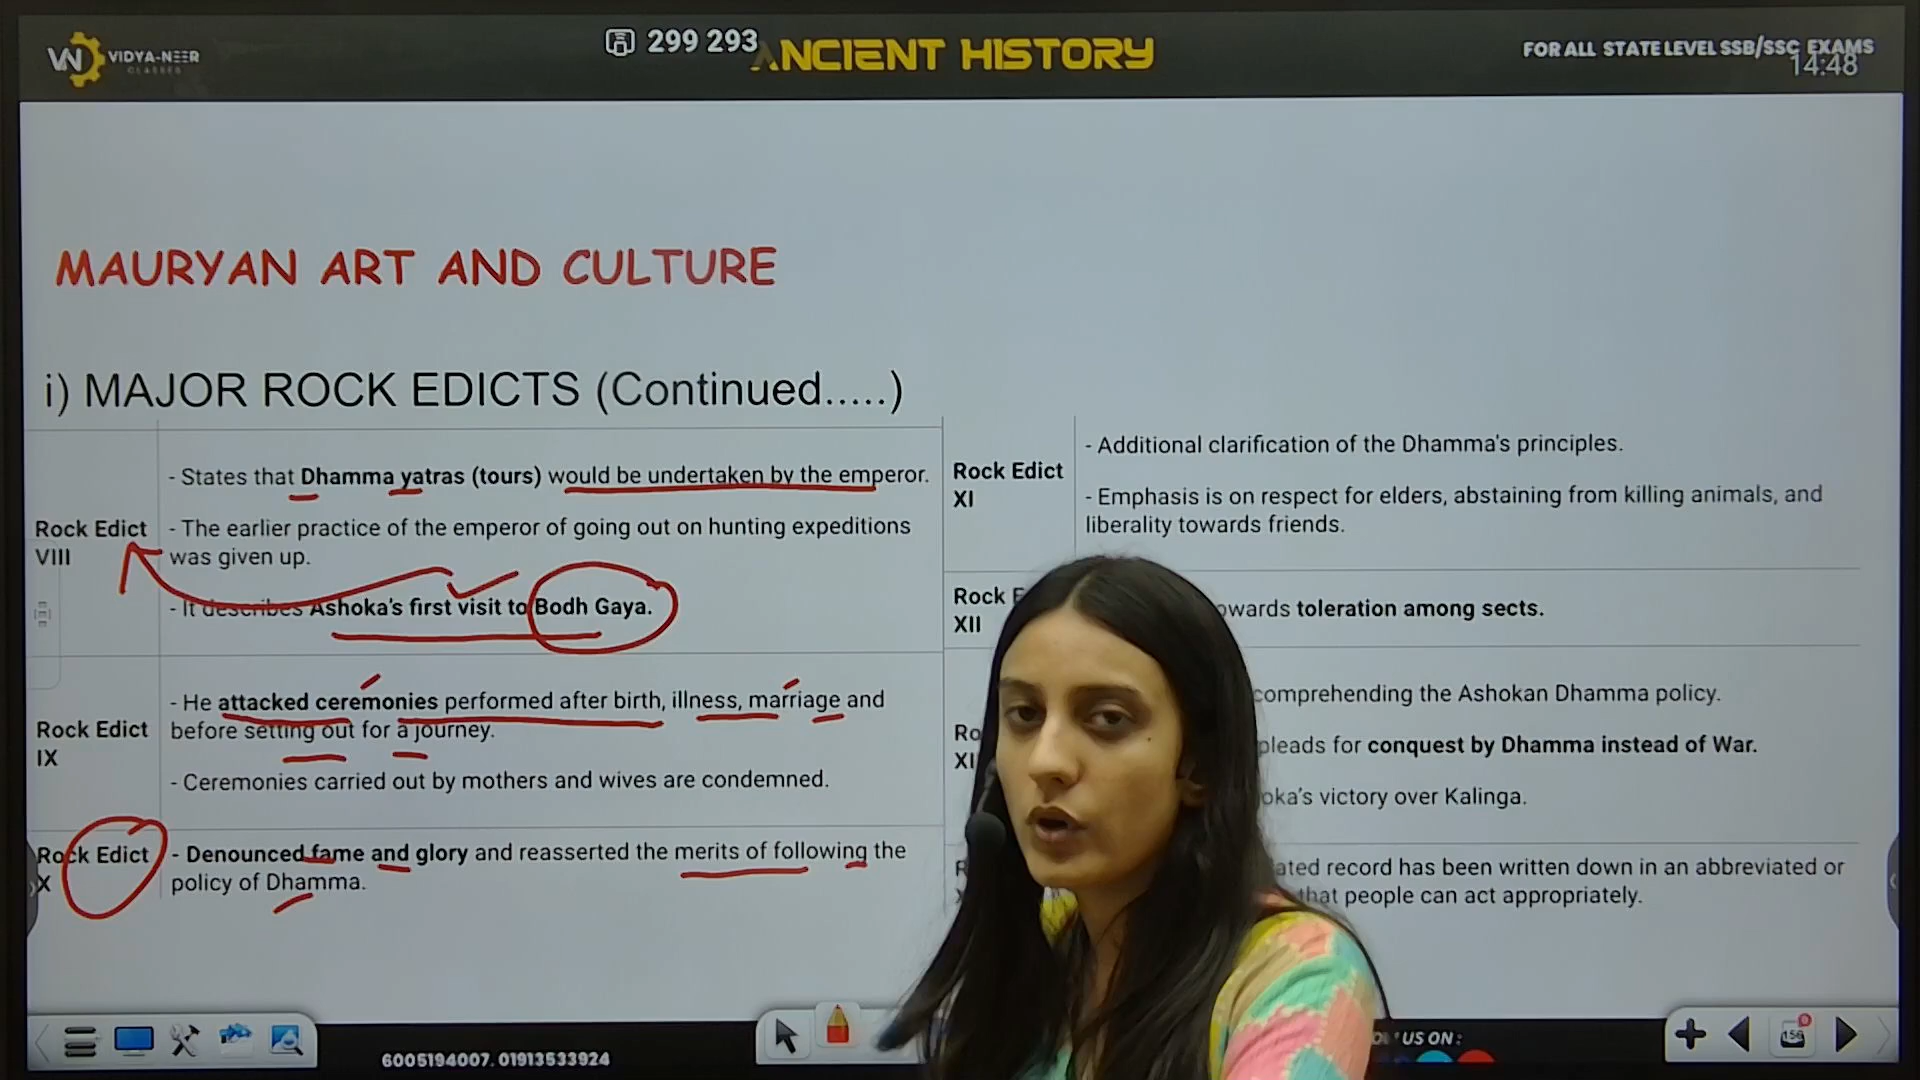 VIDYA-NEER
CLASSES
299 293
ANCIENT HISTORY
FOR ALL STATE LEVEL SSB/SSC EXAMS
14:48
MAURYAN ART AND CULTURE
i) MAJOR ROCK EDICTS (Continued.....)
Rock Edict
VIII
- States that Dhamma yatras (tours) would be undertaken by the emperor.
- The earlier practice of the emperor of going out on hunting expeditions
was given up.
- It describes Ashoka's first visit to Bodh Gaya.
Rock Edict
IX
- He attacked ceremonies performed after birth, illness, marriage and
before setting out for a journey.
- Ceremonies carried out by mothers and wives are condemned.
Rock Edict
X
- Denounced fame and glory and reasserted the merits of following the
policy of Dhamma.
Rock Edict
XI
- Additional clarification of the Dhamma's principles.
- Emphasis is on respect for elders, abstaining from killing animals, and
liberality towards friends.
Rock
XII
toleration among sects.
comprehending the Ashokan Dhamma policy.
pleads for conquest by Dhamma instead of War.
victory over Kalinga.
record has been written down in an abbreviated or
that people can act appropriately.
6005194007. 01913533924
US ON :
156